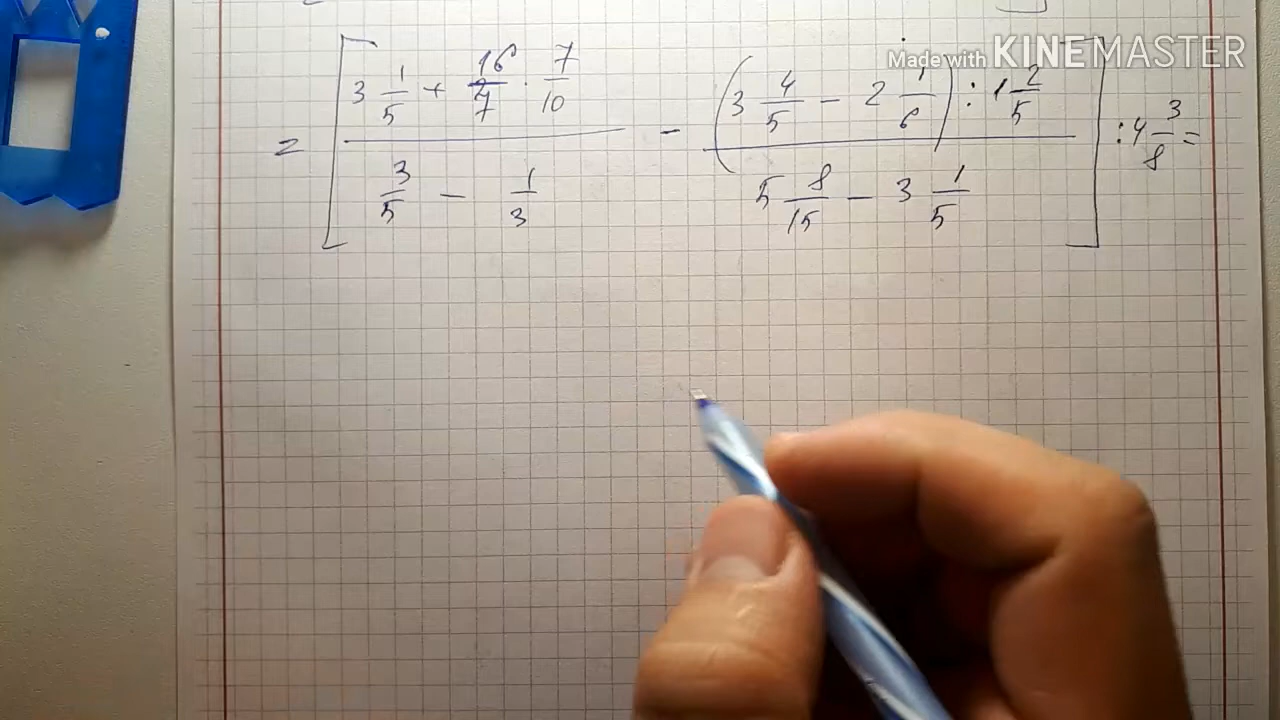 Made with KINEMASTER
= [ (3 1/5 + 16/7 · 7/10) / (3/5 - 1/3) - ((3 4/5 - 2 1/6) : 1 2/5) / (5 8/15 - 3 1/5) ] : 4 3/8 =